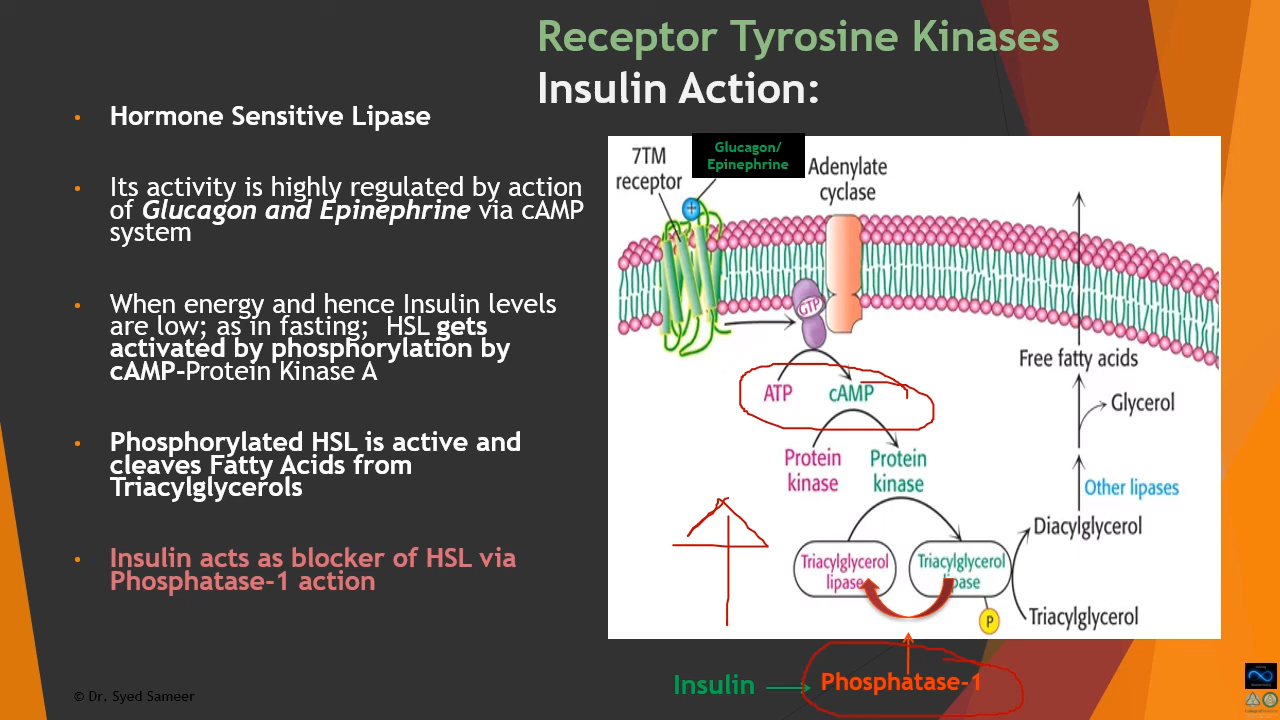 Receptor Tyrosine Kinases
Insulin Action:
• Hormone Sensitive Lipase
• Its activity is highly regulated by action
of Glucagon and Epinephrine via cAMP
system
• When energy and hence Insulin levels
are low; as in fasting; HSL gets
activated by phosphorylation by
cAMP-Protein Kinase A
• Phosphorylated HSL is active and
cleaves Fatty Acids from
Triacylglycerols
• Insulin acts as blocker of HSL via
Phosphatase-1 action
© Dr. Syed Sameer
7TM
receptor
Glucagon/
Epinephrine
Adenylate
cyclase
+
GTP
ATP
cAMP
Protein
kinase
Protein
kinase
Triacylglycerol
lipase
Triacylglycerol
lipase
P
Free fatty acids
Glycerol
Other lipases
Diacylglycerol
Triacylglycerol
Insulin
Phosphatase-1